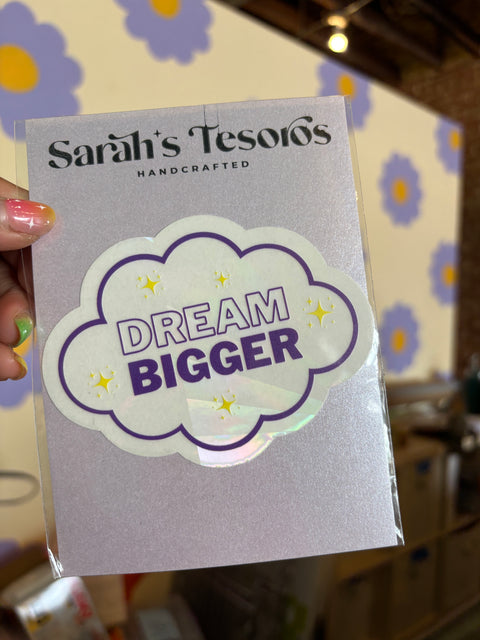 Sarah's Tesoros
HANDCRAFTED
DREAM
BIGGER